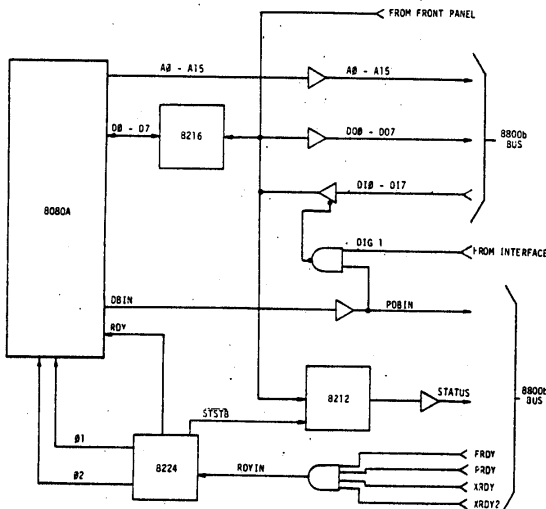 FROM FRONT PANEL
AØ - A15
AØ - A15
DØ - D7
8216
DOØ - DO7
8800b
BUS
DIØ - DI7
8080A
DIG 1
FROM INTERFACE
DBIN
PDBIN
RDY
8212
STATUS
8800b
BUS
SYSYB
Ø1
8224
RDYIN
FRDY
PRDY
XRDY
XRDY2
Ø2